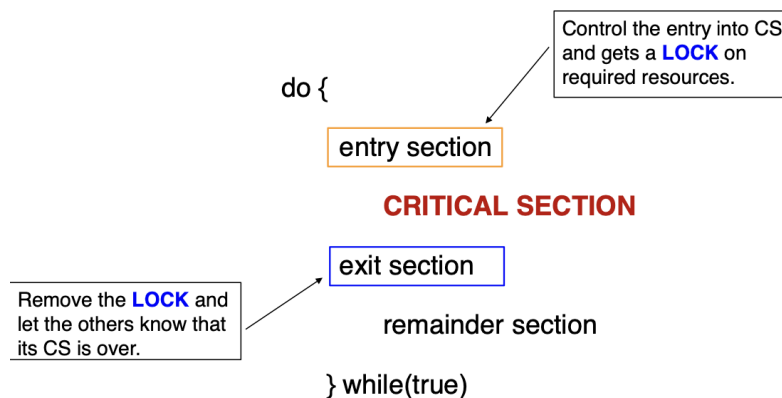 Control the entry into CS
and gets a LOCK on
required resources.
do {
entry section
CRITICAL SECTION
exit section
Remove the LOCK and
let the others know that
its CS is over.
remainder section
} while(true)